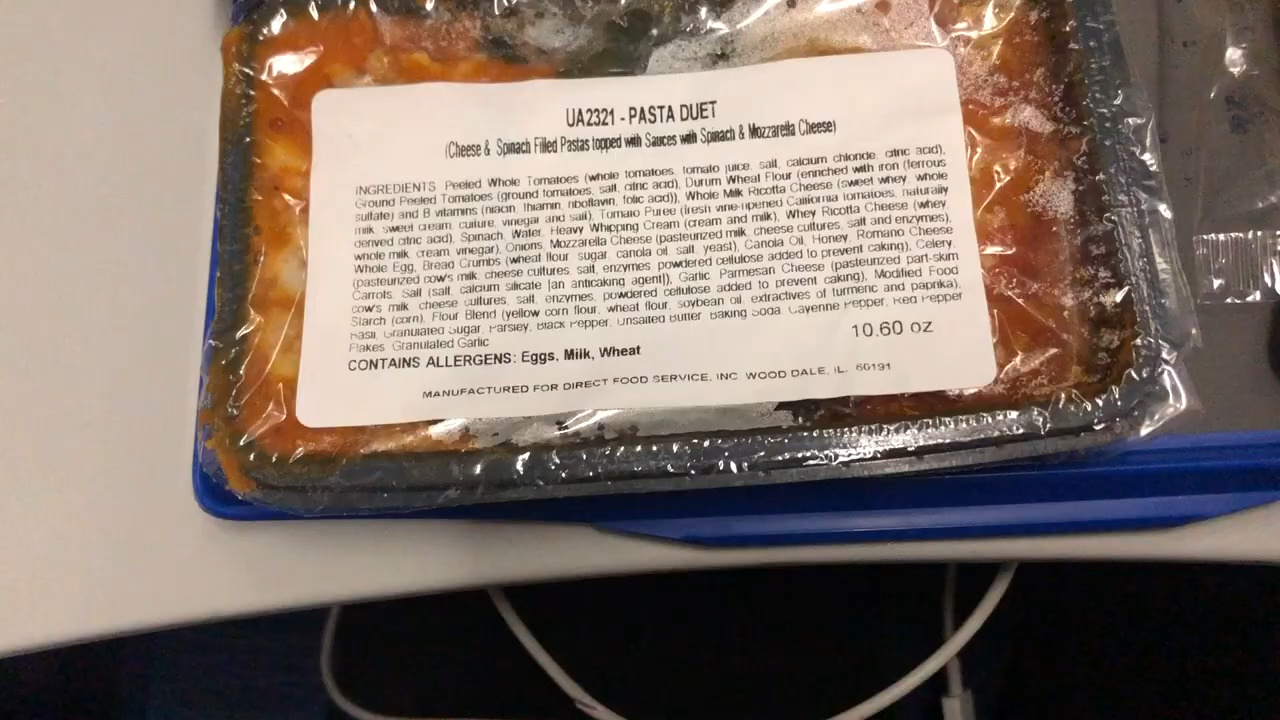 UA2321 - PASTA DUET
(Cheese & Spinach Filled Pastas topped with Sauces with Spinach & Mozzarella Cheese)
INGREDIENTS Peeled Whole Tomatoes (whole tomatoes, tomato juice, salt, calcium chloride, citric acid),
Ground Peeled Tomatoes (ground tomatoes, salt, citric acid), Durum Wheat Flour (enriched with iron (ferrous
sulfate) and B vitamins (niacin, thiamin, riboflavin, folic acid)), Whole Milk Ricotta Cheese (sweet whey, whole
milk, sweet cream, culture, vinegar and salt), Tomato Puree (fresh vine-ripened California tomatoes, naturally
derived citric acid), Spinach, Water, Heavy Whipping Cream (cream and milk), Whey Ricotta Cheese (whey,
whole milk, cream, vinegar), Onions, Mozzarella Cheese (pasteurized milk, cheese cultures, salt and enzymes),
Whole Egg, Bread Crumbs (wheat flour, sugar, canola oil, salt, yeast), Canola Oil, Honey, Romano Cheese
(pasteurized cow's milk, cheese cultures, salt, enzymes, powdered cellulose added to prevent caking), Celery,
Carrots, Salt (salt, calcium silicate [an anticaking agent]), Garlic, Parmesan Cheese (pasteurized part-skim
cow's milk, cheese cultures, salt, enzymes, powdered cellulose added to prevent caking), Modified Food
Starch (corn), Flour Blend (yellow corn flour, wheat flour, soybean oil, extractives of turmeric and paprika),
Basil, Granulated Sugar, Parsley, Black Pepper, Unsalted Butter, Baking Soda, Cayenne Pepper, Red Pepper
Flakes, Granulated Garlic
10.60 oz
CONTAINS ALLERGENS: Eggs, Milk, Wheat
MANUFACTURED FOR DIRECT FOOD SERVICE, INC WOOD DALE, IL. 60191